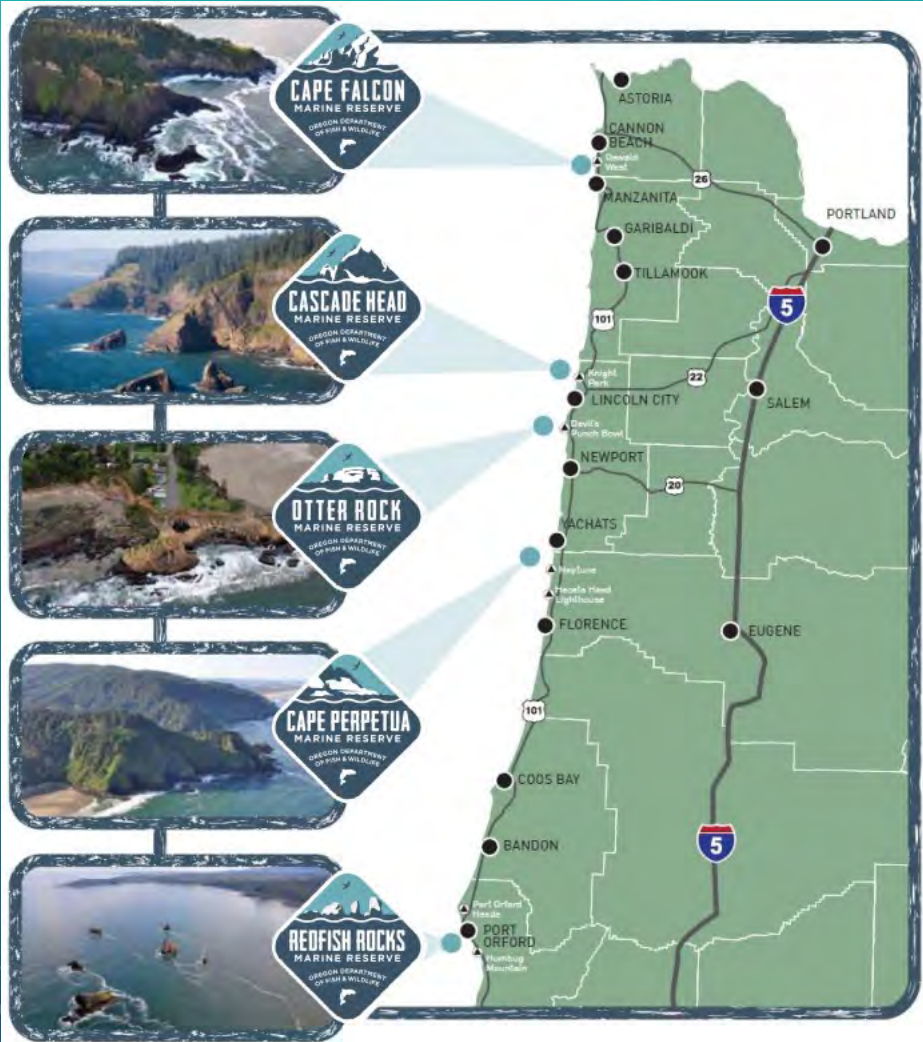 CAPE FALCON
MARINE RESERVE
OREGON DEPARTMENT
OF FISH & WILDLIFE
CASCADE HEAD
MARINE RESERVE
OREGON DEPARTMENT
OF FISH & WILDLIFE
OTTER ROCK
MARINE RESERVE
OREGON DEPARTMENT
OF FISH & WILDLIFE
CAPE PERPETUA
MARINE RESERVE
OREGON DEPARTMENT
OF FISH & WILDLIFE
REDFISH ROCKS
MARINE RESERVE
OREGON DEPARTMENT
OF FISH & WILDLIFE
ASTORIA
CANNON
BEACH
Oswald
West
26
MANZANITA
PORTLAND
GARIBALDI
TILLAMOOK
5
101
Knight
Park
22
LINCOLN CITY
SALEM
Devil's
Punch Bowl
NEWPORT
20
YACHATS
Neptune
Heceta Head
Lighthouse
FLORENCE
EUGENE
101
COOS BAY
5
BANDON
Port Orford
Heads
PORT
ORFORD
Humbug
Mountain